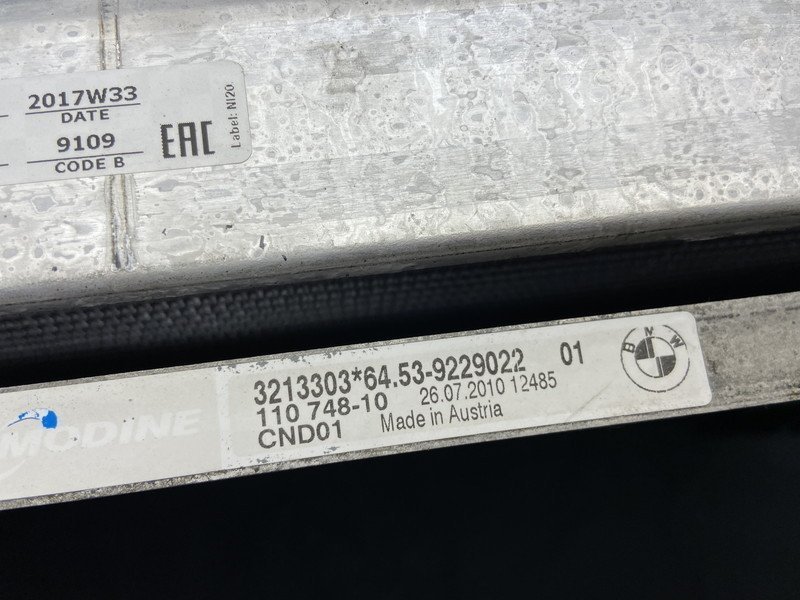 2017W33
DATE
9109
CODE B
EAC
Label: NI20
MODINE
3213303*64.53-9229022 01
110 748-10 26.07.2010 12485
CND01 Made in Austria
BMW